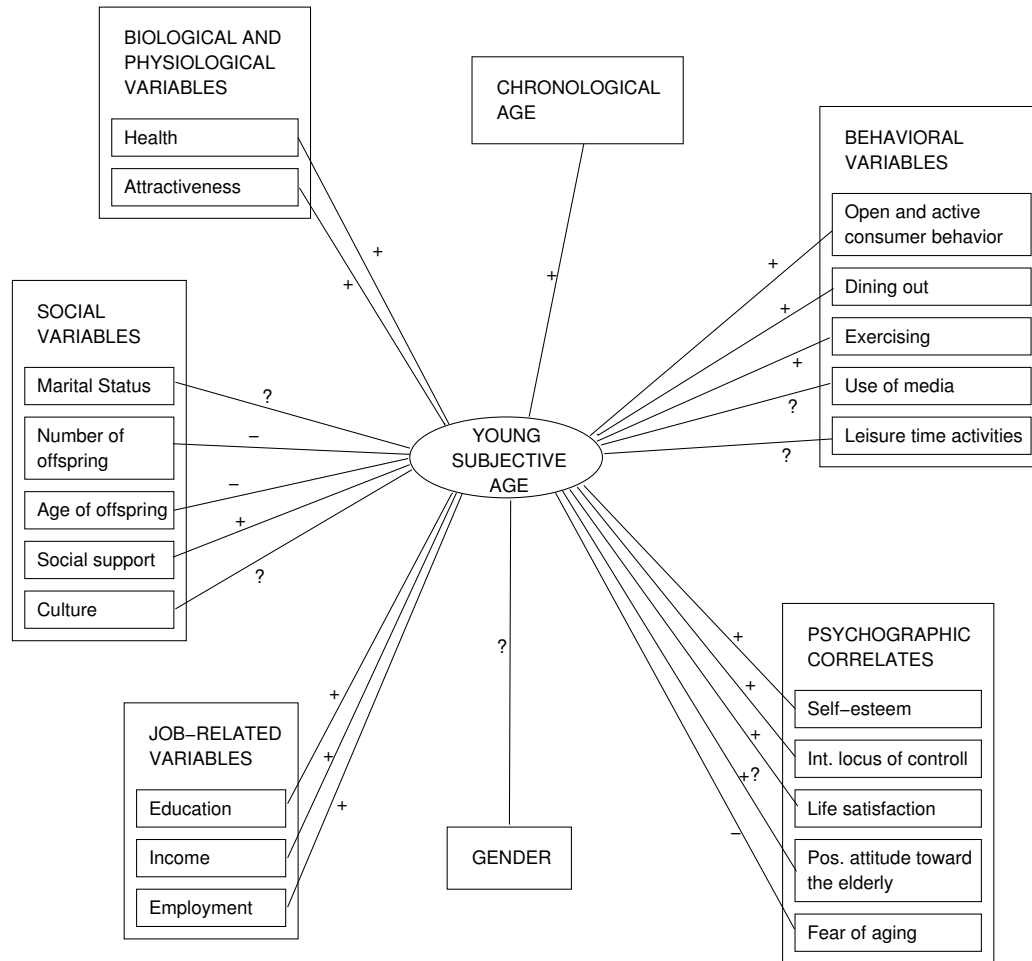 BIOLOGICAL AND
PHYSIOLOGICAL
VARIABLES
Health
Attractiveness
+
+
CHRONOLOGICAL
AGE
+
BEHAVIORAL
VARIABLES
Open and active
consumer behavior
Dining out
Exercising
Use of media
Leisure time activities
+
+
+
?
?
SOCIAL
VARIABLES
Marital Status
Number of
offspring
Age of offspring
Social support
Culture
?
−
−
+
?
YOUNG
SUBJECTIVE
AGE
JOB−RELATED
VARIABLES
Education
Income
Employment
+
+
+
?
GENDER
PSYCHOGRAPHIC
CORRELATES
Self−esteem
Int. locus of controll
Life satisfaction
Pos. attitude toward
the elderly
Fear of aging
+
+
+
+?
−